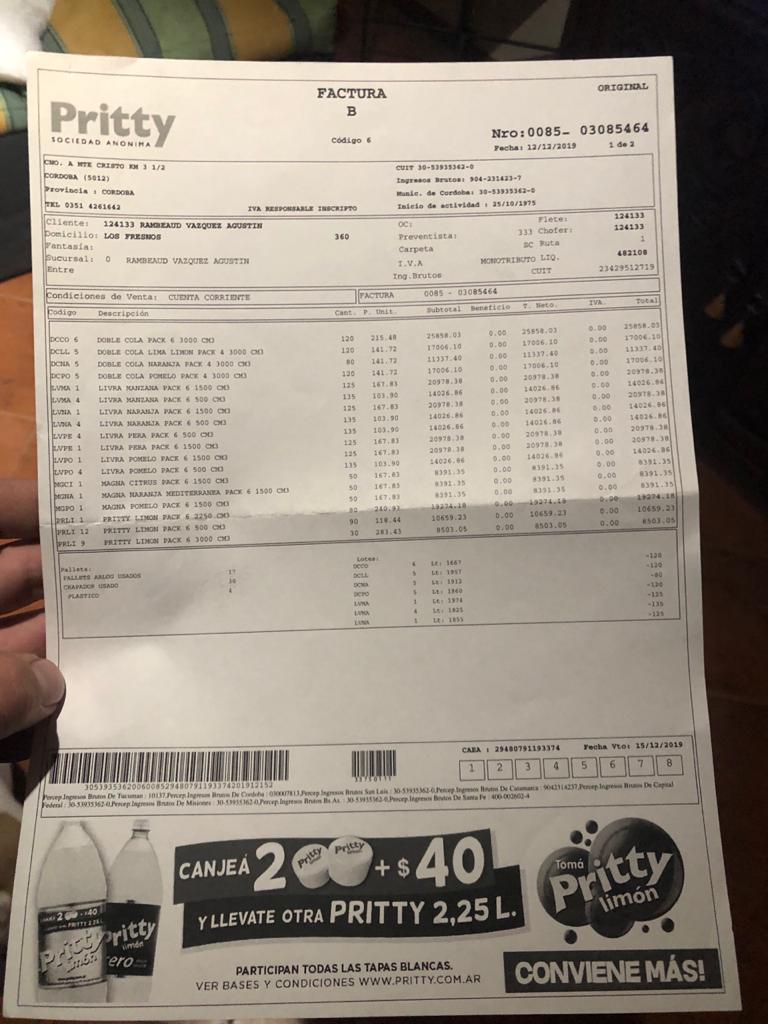 FACTURA
B
ORIGINAL
Pritty
SOCIEDAD ANONIMA
Código 6
Nro:0085- 03085464
Fecha: 12/12/2019 1 de 2
CNO. A MTE CRISTO KM 3 1/2
CORDOBA (5012)
Provincia : CORDOBA
TEL 0351 4261642
IVA RESPONSABLE INSCRIPTO
CUIT 30-53935362-0
Ingresos Brutos: 904-231423-7
Munic. de Cordoba: 30-53935362-0
Inicio de actividad : 25/10/1975
Cliente: 124133 RAMBEAUD VAZQUEZ AGUSTIN
Domicilio: LOS FRESNOS 360
Fantasia:
Sucursal: 0 RAMBEAUD VAZQUEZ AGUSTIN
Entre
OC: Flete: 124133
Preventista: 333 Chofer: 124133
Carpeta SC Ruta 1
I.V.A MONOTRIBUTO LIQ. 482108
Ing.Brutos CUIT 23429512719
Condiciones de Venta: CUENTA CORRIENTE FACTURA 0085 - 03085464
Codigo Descripción Cant. P. Unit. Subtotal Beneficio T. Neto. IVA. Total
DCCO 6 DOBLE COLA PACK 6 3000 CM3 120 215.48 25858.03 0.00 25858.03 0.00 25858.03
DCLL 5 DOBLE COLA LIMA LIMON PACK 4 3000 CM3 120 141.72 17006.10 0.00 17006.10 0.00 17006.10
DCNA 5 DOBLE COLA NARANJA PACK 4 3000 CM3 80 141.72 11337.40 0.00 11337.40 0.00 11337.40
DCPO 5 DOBLE COLA POMELO PACK 4 3000 CM3 120 141.72 17006.10 0.00 17006.10 0.00 17006.10
LVMA 1 LIVRA MANZANA PACK 6 1500 CM3 125 167.83 20978.38 0.00 20978.38 0.00 20978.38
LVMA 4 LIVRA MANZANA PACK 6 500 CM3 135 103.90 14026.86 0.00 14026.86 0.00 14026.86
LVNA 1 LIVRA NARANJA PACK 6 1500 CM3 125 167.83 20978.38 0.00 20978.38 0.00 20978.38
LVNA 4 LIVRA NARANJA PACK 6 500 CM3 135 103.90 14026.86 0.00 14026.86 0.00 14026.86
LVPE 4 LIVRA PERA PACK 6 500 CM3 135 103.90 14026.86 0.00 14026.86 0.00 14026.86
LVPE 1 LIVRA PERA PACK 6 1500 CM3 125 167.83 20978.38 0.00 20978.38 0.00 20978.38
LVPO 1 LIVRA POMELO PACK 6 1500 CM3 125 167.83 20978.38 0.00 20978.38 0.00 20978.38
LVPO 4 LIVRA POMELO PACK 6 500 CM3 135 103.90 14026.86 0.00 14026.86 0.00 14026.86
MGCI 1 MAGNA CITRUS PACK 6 1500 CM3 50 167.83 8391.35 0.00 8391.35 0.00 8391.35
MGNA 1 MAGNA NARANJA MEDITERRANEA PACK 6 1500 CM3 50 167.83 8391.35 0.00 8391.35 0.00 8391.35
MGPO 1 MAGNA POMELO PACK 6 1500 CM3 50 167.83 8391.35 0.00 8391.35 0.00 8391.35
PRLI 1 PRITTY LIMON PACK 6 2250 CM3 80 240.93 19274.18 0.00 19274.18 0.00 19274.18
PRLI 12 PRITTY LIMON PACK 6 500 CM3 90 118.44 10659.23 0.00 10659.23 0.00 10659.23
PRLI 9 PRITTY LIMON PACK 6 3000 CM3 30 283.43 8503.05 0.00 8503.05 0.00 8503.05
Pallets: Lotes:
PALLETS ARLOG USADOS 17
CHAPADUR USADO
PLASTICO 4
DCCO 6 Lt: 1667 -120
DCLL 5 Lt: 1957 -120
DCNA 5 Lt: 1912 -80
DCPO 5 Lt: 1960 -120
LVMA 1 Lt: 1974 -125
LVMA 4 Lt: 1825 -135
LVNA 1 Lt: 1855 -125
CAEA : 29480791193374 Fecha Vto: 15/12/2019
1 2 3 4 5 6 7 8
305393536200600852948079119337420191215​2
Percep.Ingresos Brutos De Tucuman: 10137,Percep.Ingresos Brutos De Cordoba : 030007813,Percep.Ingresos Brutos San Luis : 30-53935362-0,Percep.Ingresos Brutos De Catamarca : 9042314237,Percep.Ingresos Brutos De Capital
Federal : 30-53935362-0,Percep.Ingresos Brutos De Misiones : 30-53935362-0,Percep.Ingresos Brutos Bs.As. : 30-53935362-0,Percep.Ingresos Brutos De Santa Fe : 400-002602-4
CANJEÁ 2 Pritty Pritty + $40
Y LLEVATE OTRA PRITTY 2,25 L.
Tomá
Pritty
limón
Pritty
limón
Pritty
limón
zero
PARTICIPAN TODAS LAS TAPAS BLANCAS.
VER BASES Y CONDICIONES WWW.PRITTY.COM.AR
CONVIENE MÁS!